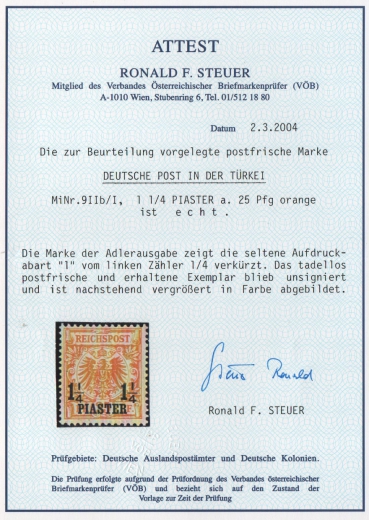 ATTEST
RONALD F. STEUER
Mitglied des Verbandes Österreichischer Briefmarkenprüfer (VÖB)
A-1010 Wien, Stubenring 6, Tel. 01/512 18 80
Datum 2.3.2004
Die zur Beurteilung vorgelegte postfrische Marke
DEUTSCHE POST IN DER TÜRKEI
MiNr.9IIb/I, 1 1/4 PIASTER a. 25 Pfg orange
ist echt.
Die Marke der Adlerausgabe zeigt die seltene Aufdruck-
abart "1" vom linken Zähler 1/4 verkürzt. Das tadellos
postfrische und erhaltene Exemplar blieb unsigniert
und ist nachstehend vergrößert in Farbe abgebildet.
REICHSPOST
1¼ 1¼
PIASTER
Ronald F. STEUER
Prüfgebiete: Deutsche Auslandspostämter und Deutsche Kolonien.
Die Prüfung erfolgte aufgrund der Prüfordnung des Verbandes österreichischer
Briefmarkenprüfer (VÖB) und bezieht sich auf den Zustand der
Vorlage zur Zeit der Prüfung